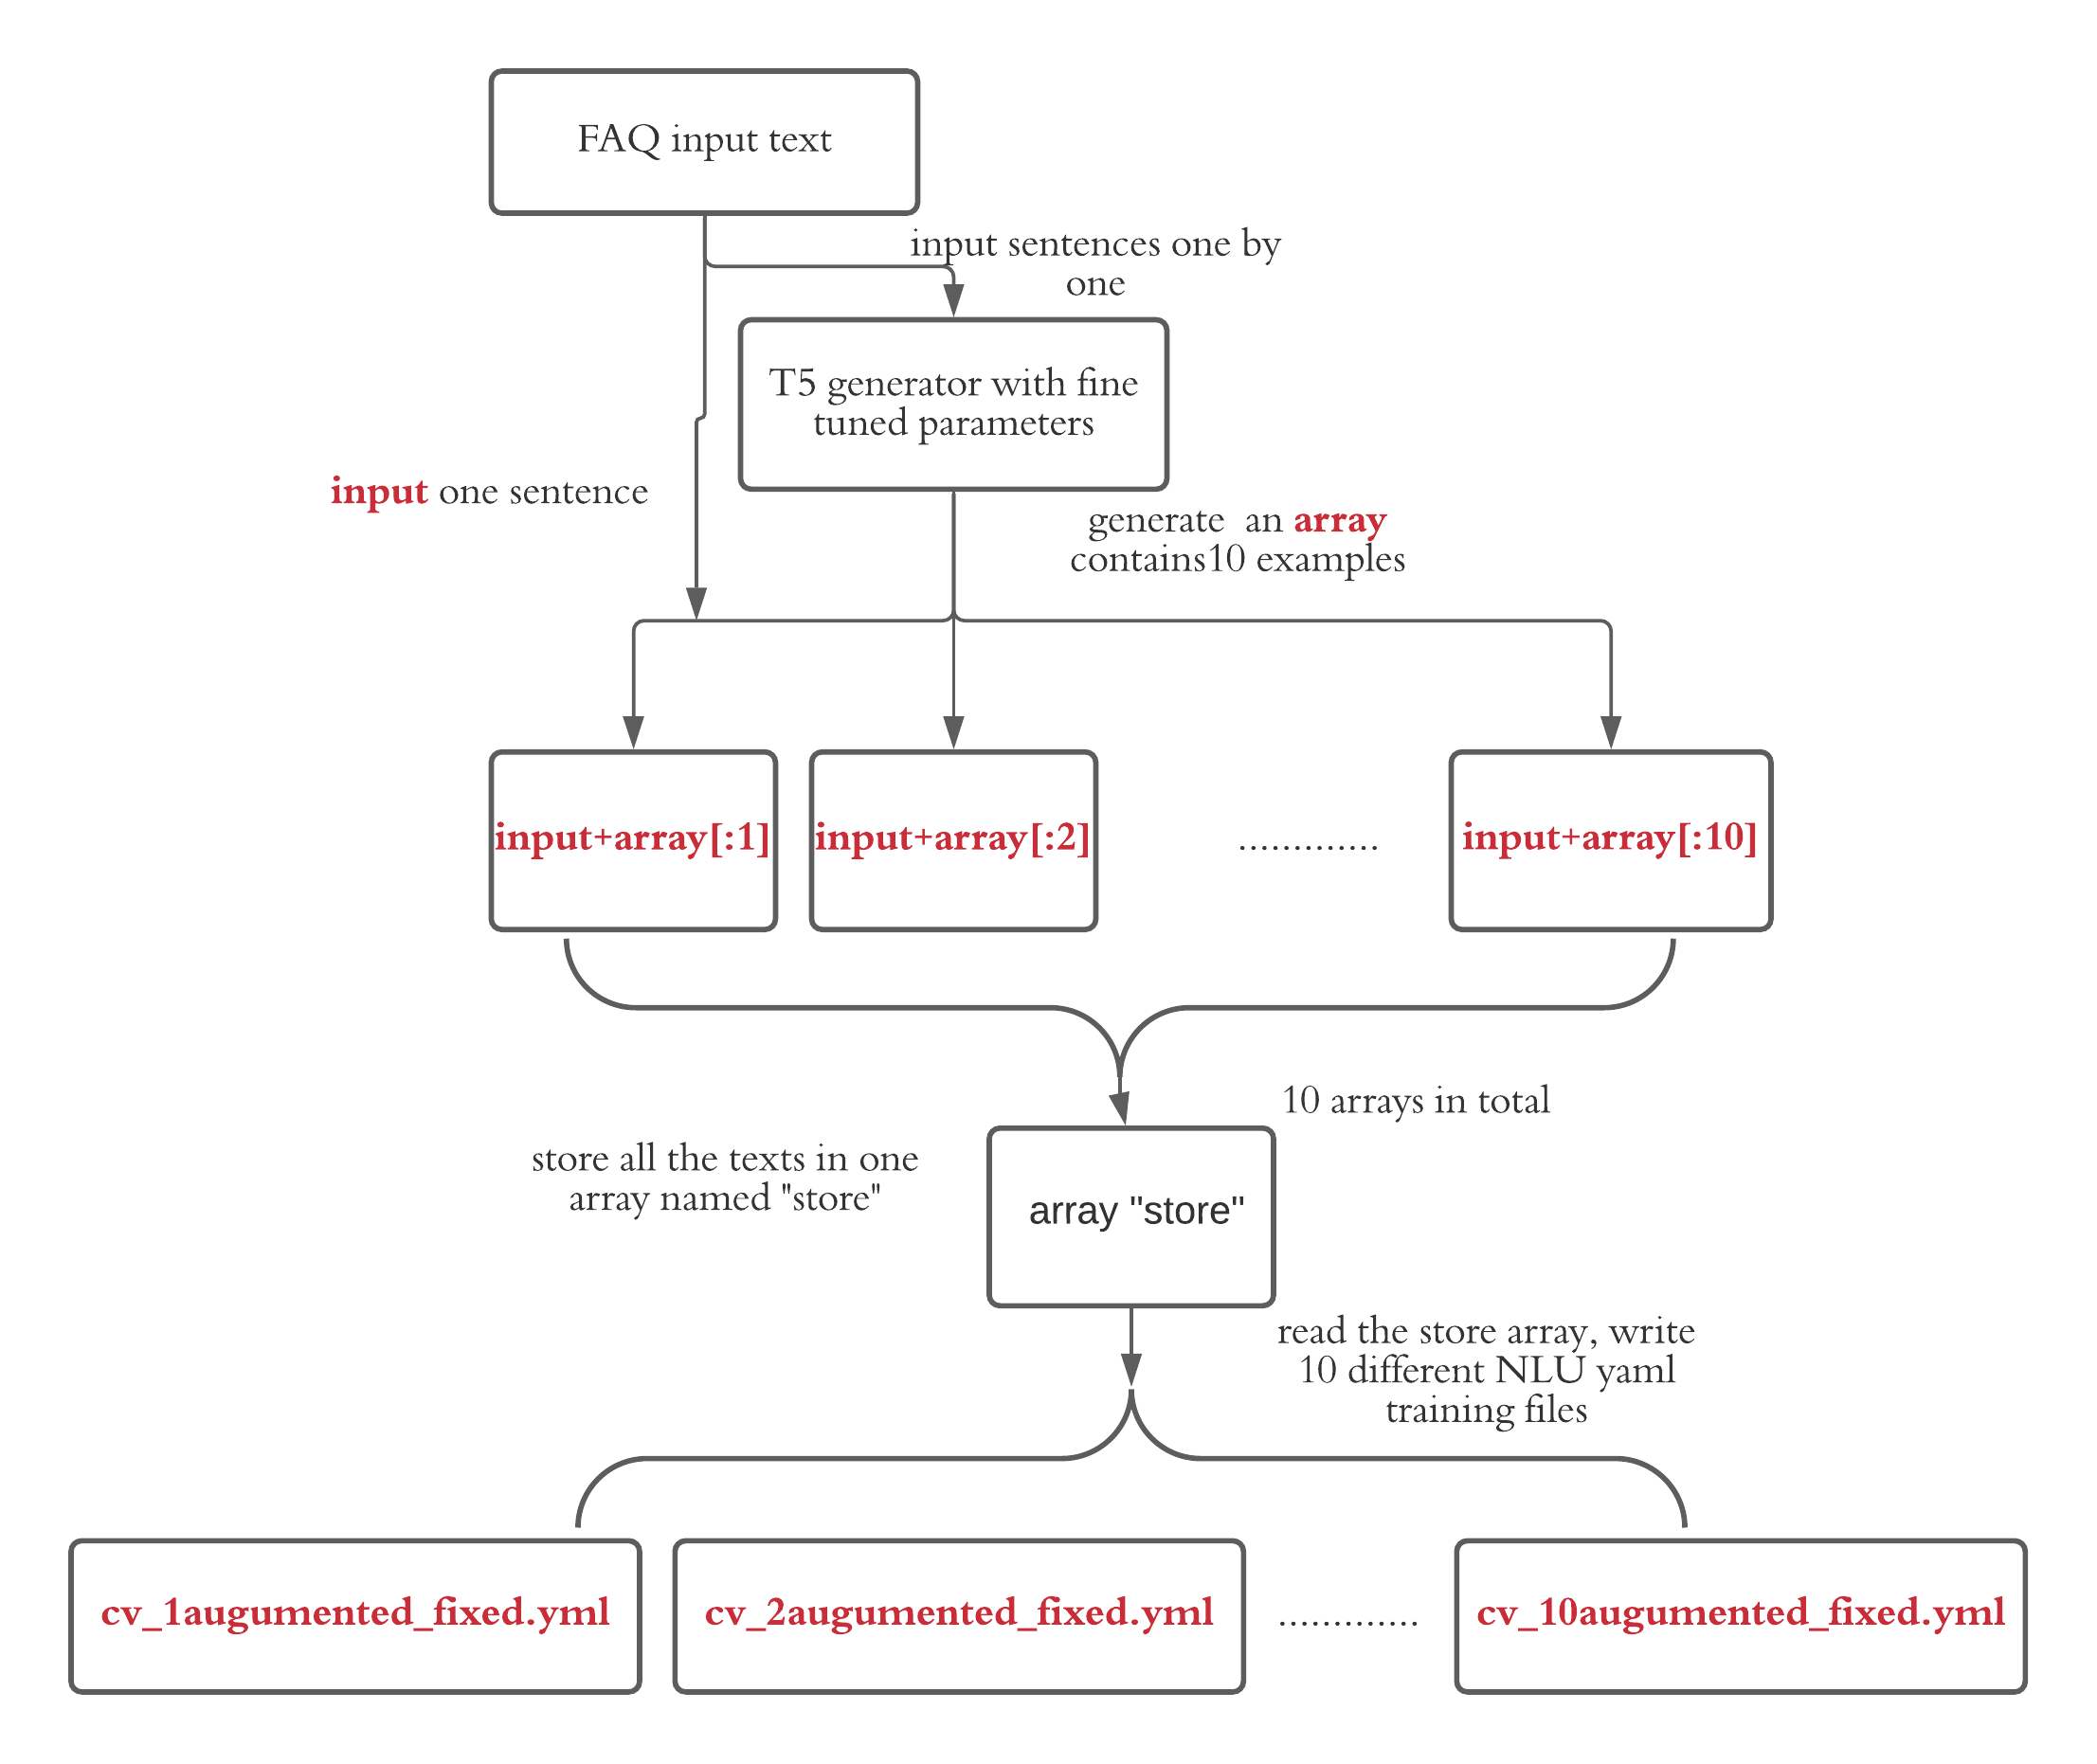 FAQ input text
input sentences one by
one
T5 generator with fine
tuned parameters
input one sentence
generate  an array
contains10 examples
input+array[:1]
input+array[:2]
.............
input+array[:10]
10 arrays in total
store all the texts in one
array named "store"
array "store"
read the store array, write
10 different NLU yaml
training files
cv_1augumented_fixed.yml
cv_2augumented_fixed.yml
.............
cv_10augumented_fixed.yml